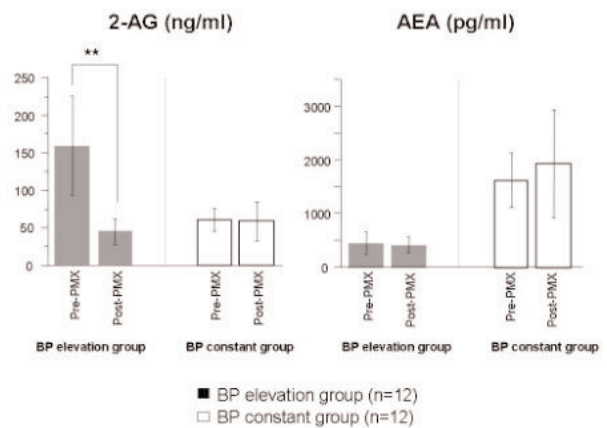 2-AG (ng/ml)
**
250
200
150
100
50
0
Pre-PMX
Post-PMX
Pre-PMX
Post-PMX
BP elevation group
BP constant group
AEA (pg/ml)
3000
2000
1000
0
Pre-PMX
Post-PMX
Pre-PMX
Post-PMX
BP elevation group
BP constant group
BP elevation group (n=12)
BP constant group (n=12)